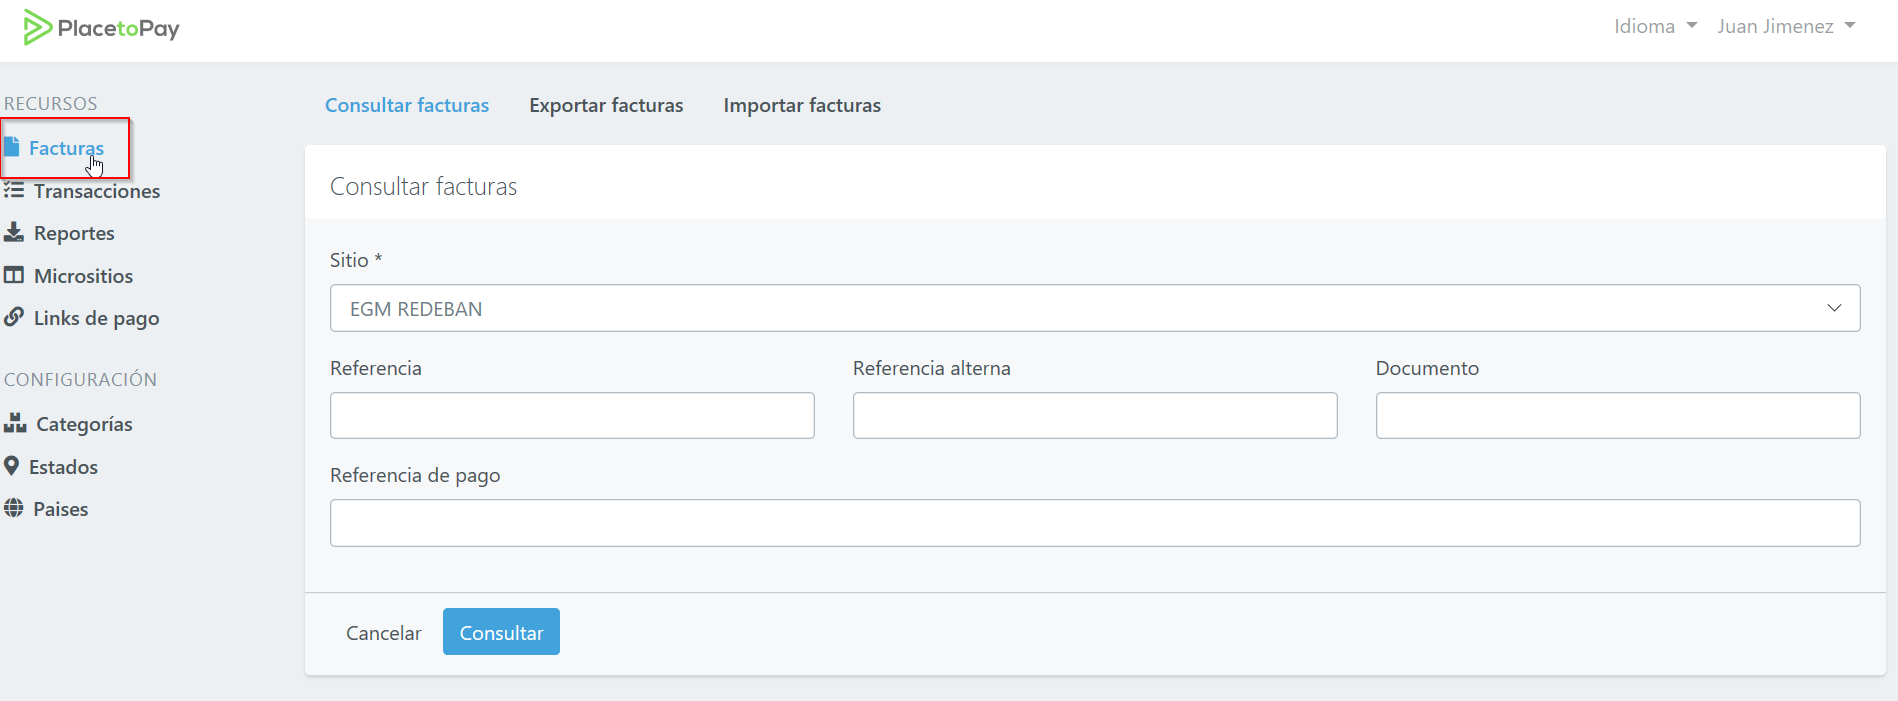 PlacetoPay
Idioma
Juan Jimenez
RECURSOS
Facturas
Transacciones
Reportes
Micrositios
Links de pago
CONFIGURACIÓN
Categorías
Estados
Paises
Consultar facturas
Exportar facturas
Importar facturas
Consultar facturas
Sitio *
EGM REDEBAN
Referencia
Referencia alterna
Documento
Referencia de pago
Cancelar
Consultar